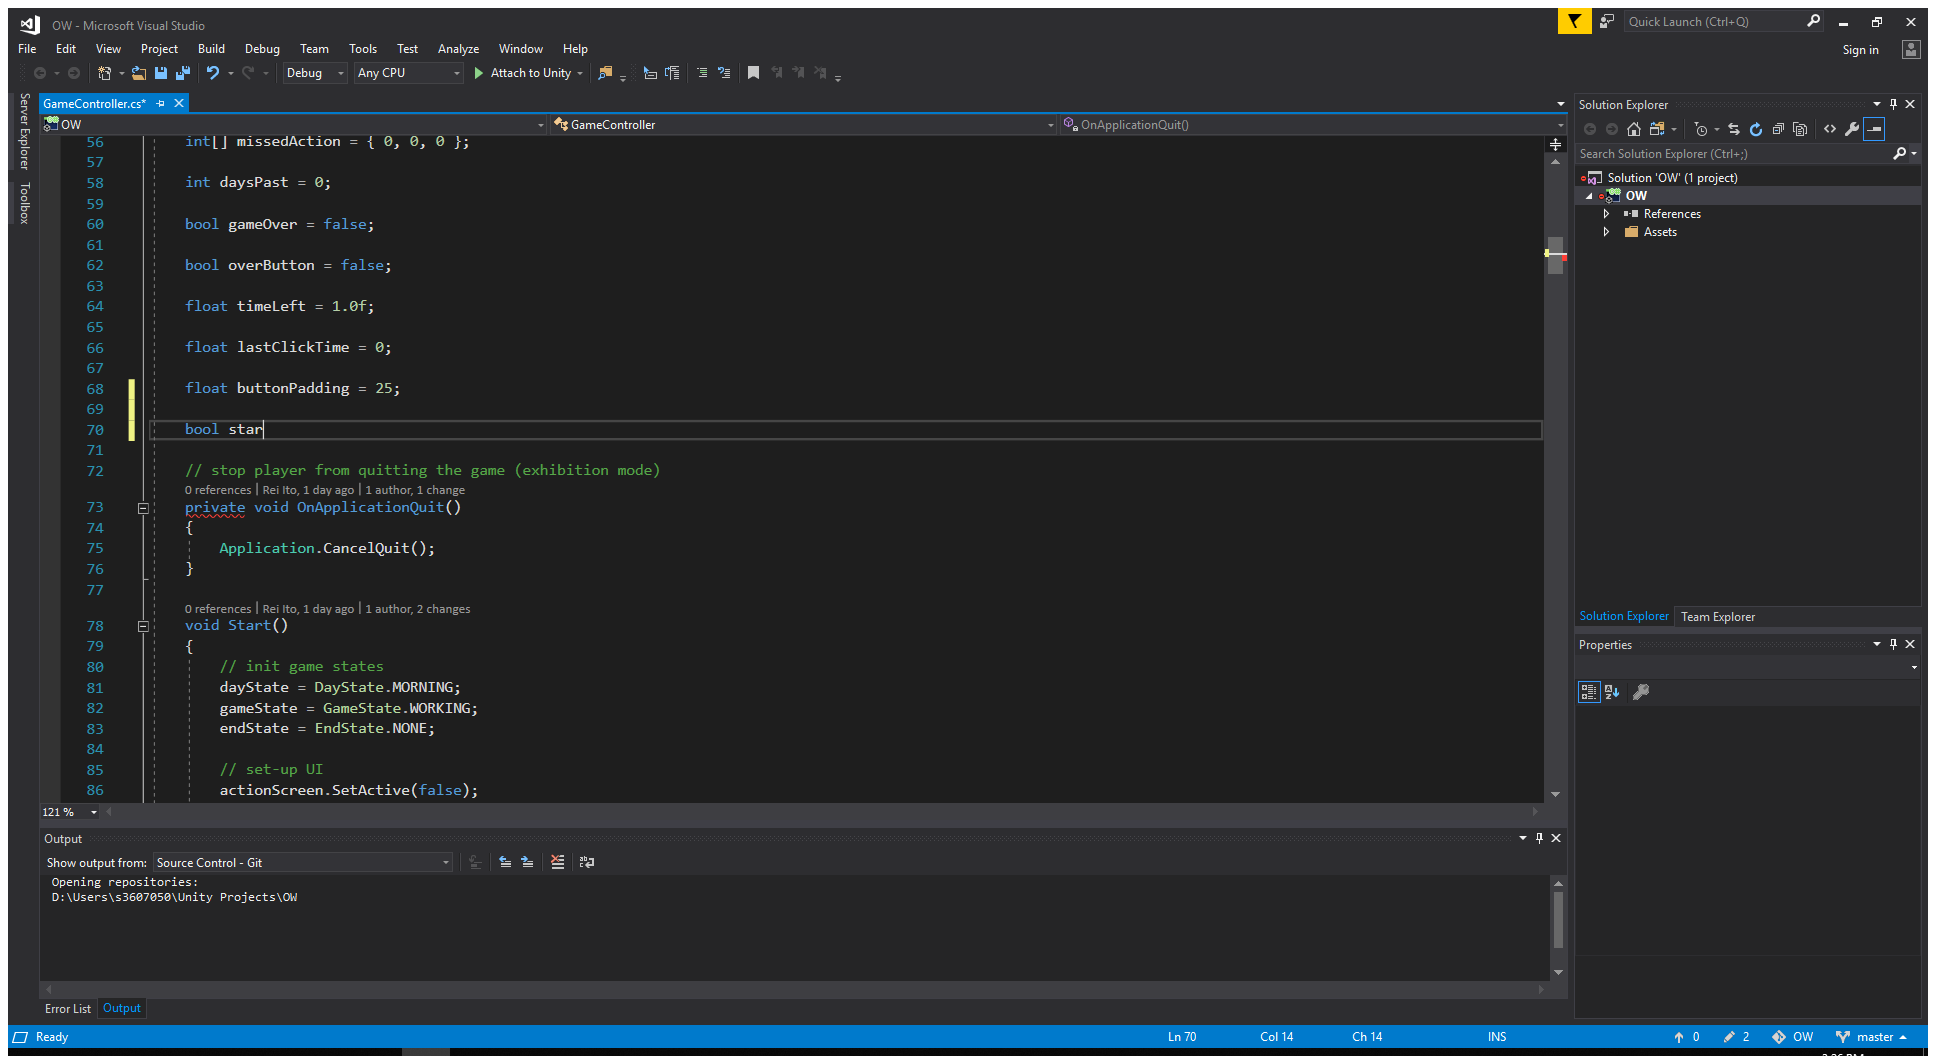 OW - Microsoft Visual Studio
Quick Launch (Ctrl+Q)
File Edit View Project Build Debug Team Tools Test Analyze Window Help
Sign in
Debug Any CPU Attach to Unity
Server Explorer
Toolbox
GameController.cs*
OW GameController OnApplicationQuit()
56 int[] missedAction = { 0, 0, 0 };
57
58 int daysPast = 0;
59
60 bool gameOver = false;
61
62 bool overButton = false;
63
64 float timeLeft = 1.0f;
65
66 float lastClickTime = 0;
67
68 float buttonPadding = 25;
69
70 bool star
71
72 // stop player from quitting the game (exhibition mode)
0 references | Rei Ito, 1 day ago | 1 author, 1 change
73 private void OnApplicationQuit()
74 {
75 Application.CancelQuit();
76 }
77
0 references | Rei Ito, 1 day ago | 1 author, 2 changes
78 void Start()
79 {
80 // init game states
81 dayState = DayState.MORNING;
82 gameState = GameState.WORKING;
83 endState = EndState.NONE;
84
85 // set-up UI
86 actionScreen.SetActive(false);
121 %
Output
Show output from: Source Control - Git
Opening repositories:
D:\Users\s3607050\Unity Projects\OW
Error List Output
Solution Explorer
Search Solution Explorer (Ctrl+;)
Solution 'OW' (1 project)
OW
References
Assets
Solution Explorer Team Explorer
Properties
Ready Ln 70 Col 14 Ch 14 INS 0 2 OW master